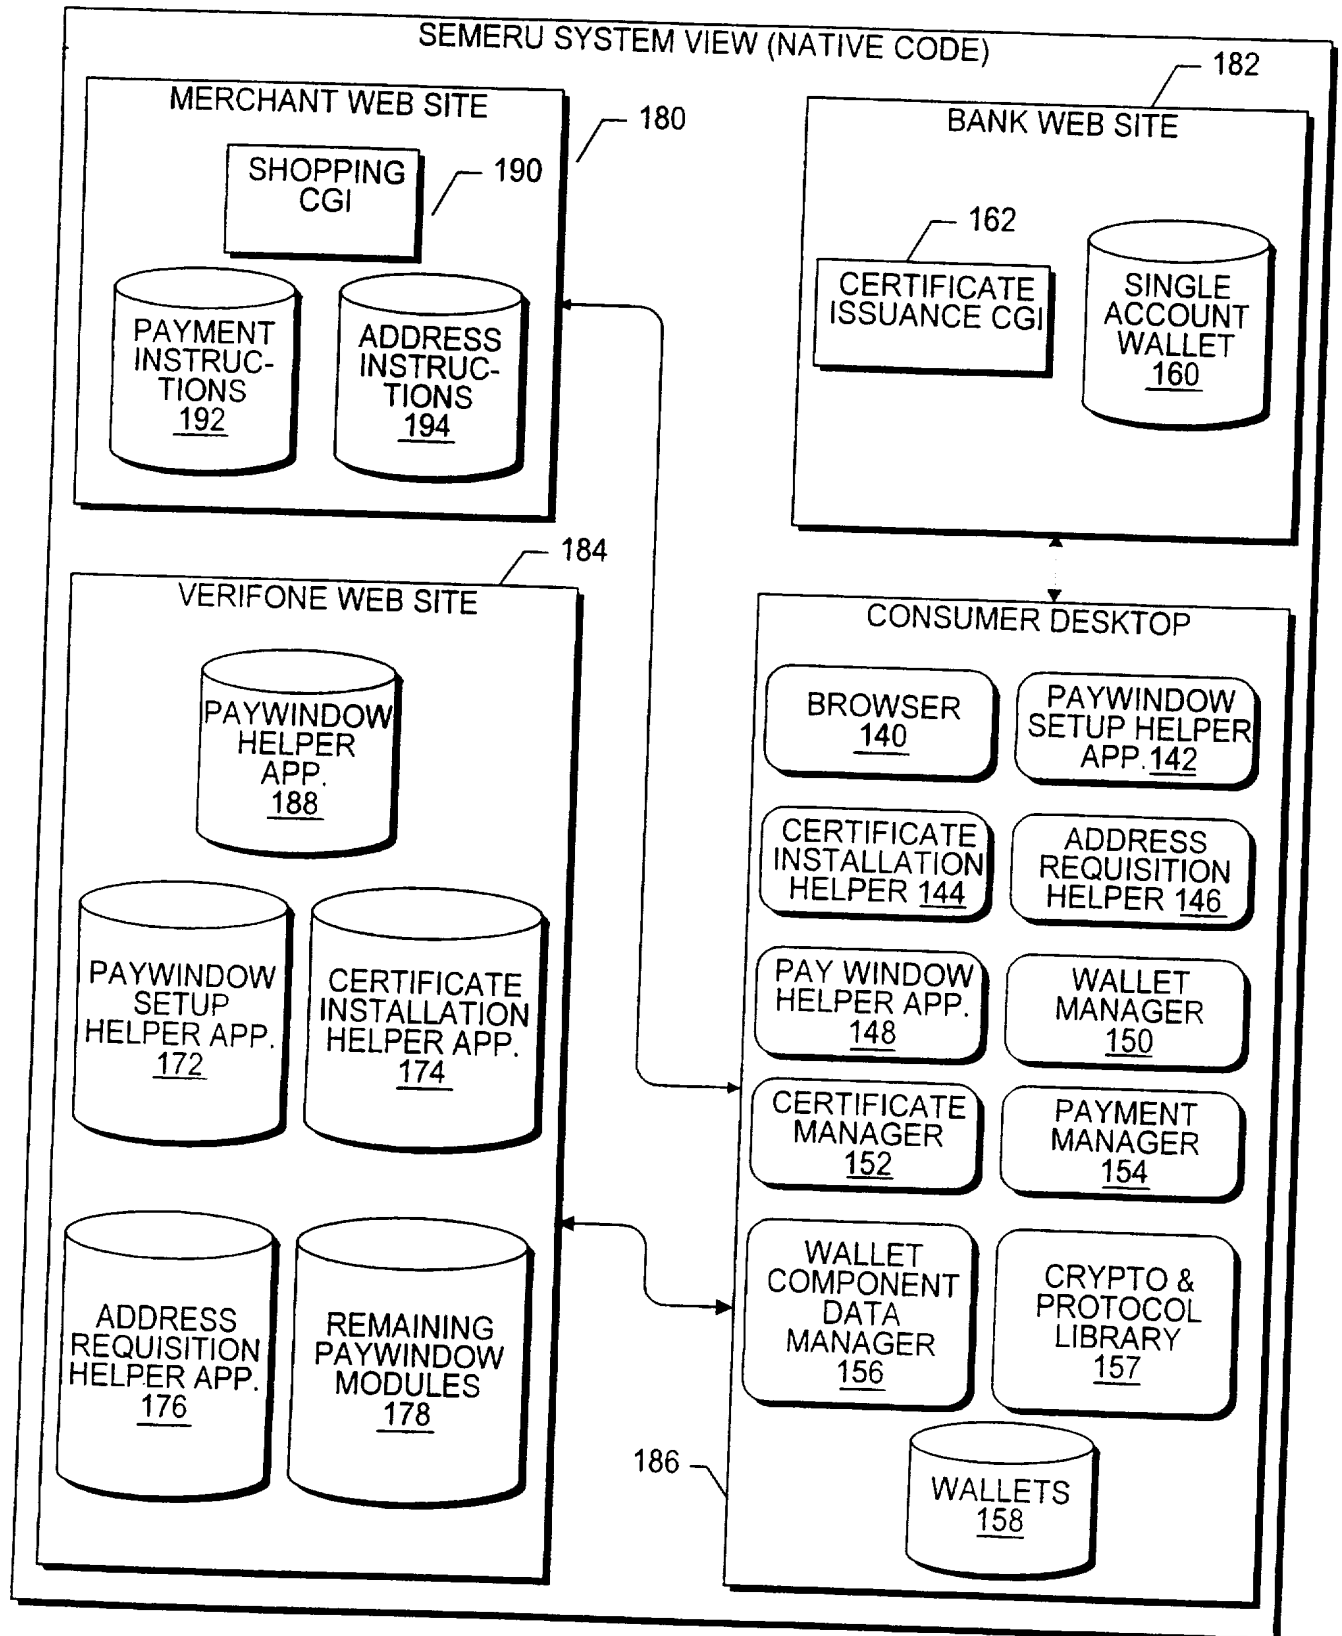 SEMERU SYSTEM VIEW (NATIVE CODE)
182
MERCHANT WEB SITE
180
SHOPPING
CGI
190
PAYMENT
INSTRUC-
TIONS
192
ADDRESS
INSTRUC-
TIONS
194
BANK WEB SITE
162
CERTIFICATE
ISSUANCE CGI
SINGLE
ACCOUNT
WALLET
160
184
VERIFONE WEB SITE
PAYWINDOW
HELPER
APP.
188
PAYWINDOW
SETUP
HELPER APP.
172
CERTIFICATE
INSTALLATION
HELPER APP.
174
ADDRESS
REQUISITION
HELPER APP.
176
REMAINING
PAYWINDOW
MODULES
178
CONSUMER DESKTOP
BROWSER
140
PAYWINDOW
SETUP HELPER
APP. 142
CERTIFICATE
INSTALLATION
HELPER 144
ADDRESS
REQUISITION
HELPER 146
PAY WINDOW
HELPER APP.
148
WALLET
MANAGER
150
CERTIFICATE
MANAGER
152
PAYMENT
MANAGER
154
WALLET
COMPONENT
DATA
MANAGER
156
CRYPTO &
PROTOCOL
LIBRARY
157
186
WALLETS
158